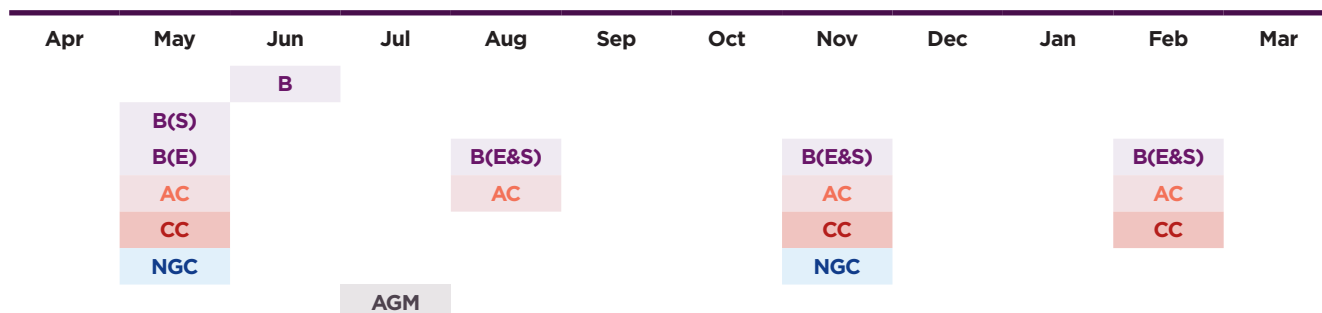 Apr May Jun Jul Aug Sep Oct Nov Dec Jan Feb Mar
B
B(S)
B(E) B(E&S) B(E&S) B(E&S)
AC AC AC AC
CC CC CC
NGC NGC
AGM